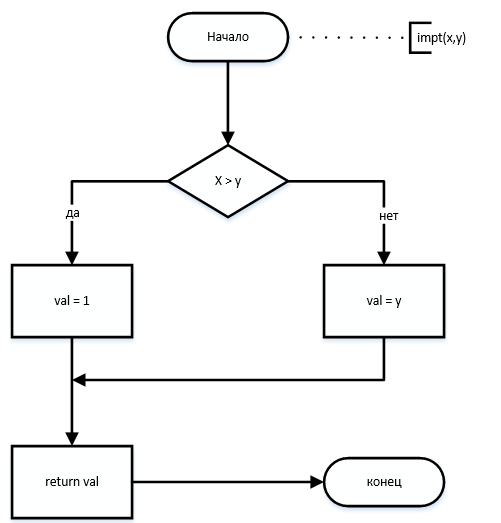 Начало
impt(x,y)
X > y
да
нет
val = 1
val = y
return val
конец